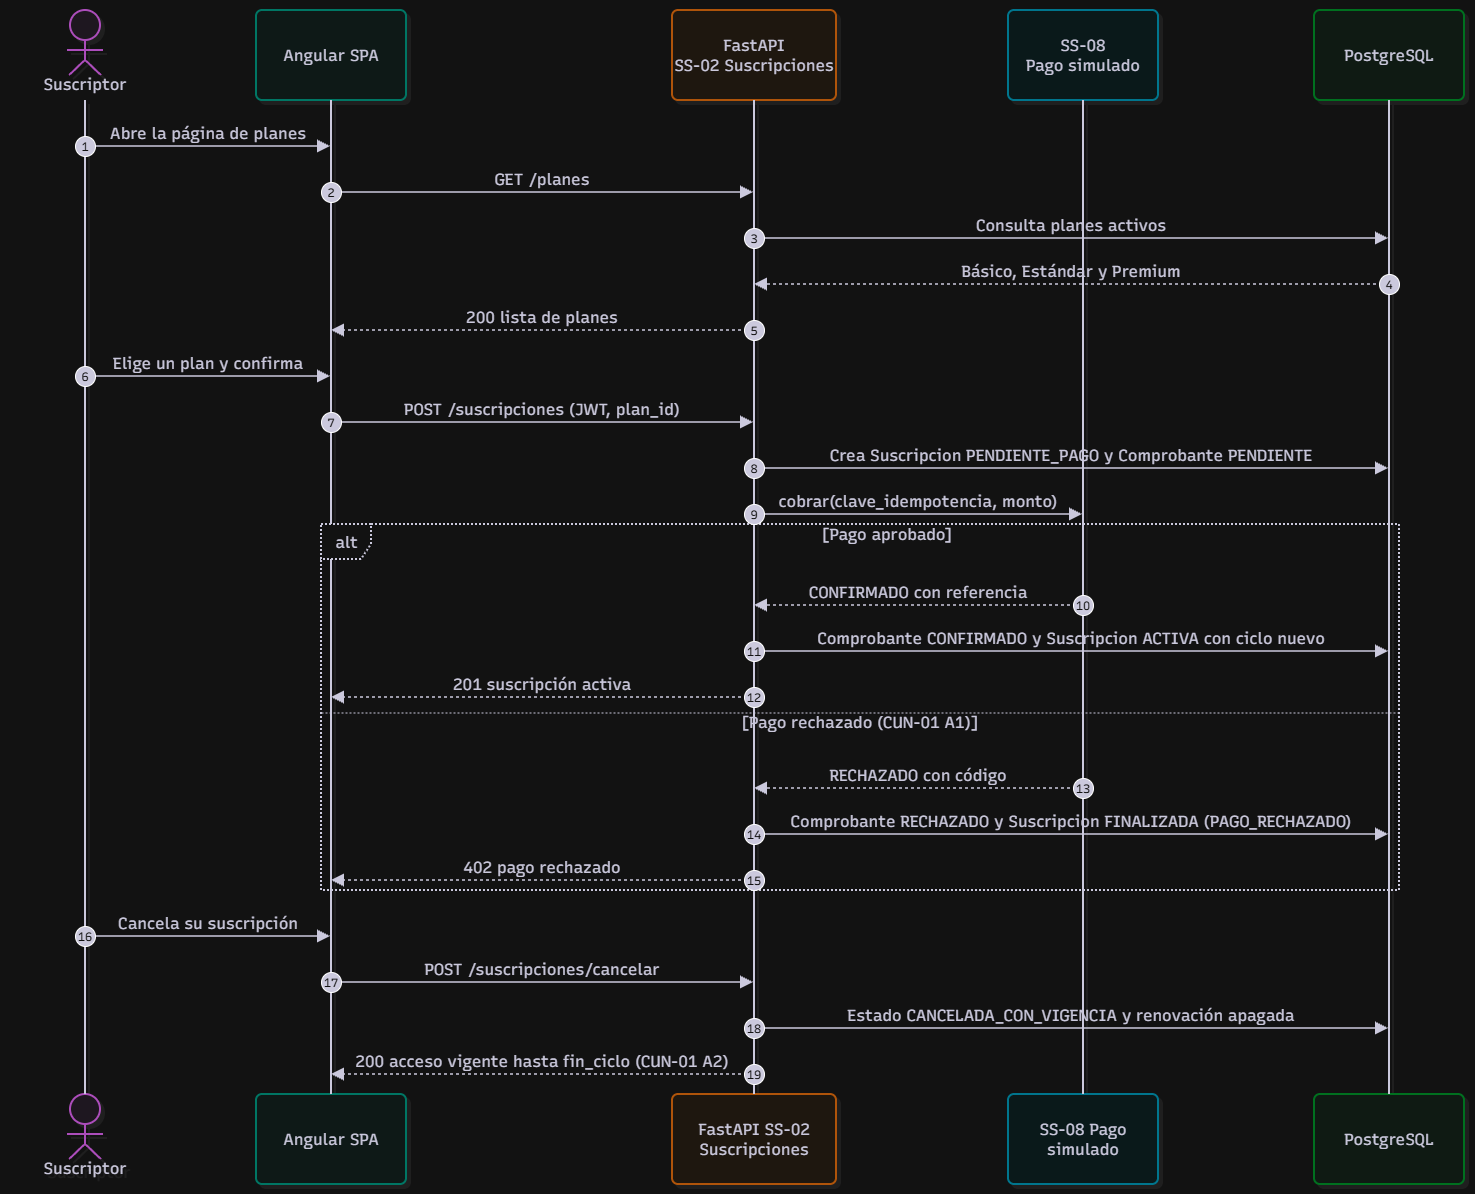 Suscriptor
Angular SPA
FastAPI
SS-02 Suscripciones
SS-08
Pago simulado
PostgreSQL
1
Abre la página de planes
2
GET /planes
3
Consulta planes activos
Básico, Estándar y Premium
4
200 lista de planes
5
6
Elige un plan y confirma
7
POST /suscripciones (JWT, plan_id)
8
Crea Suscripcion PENDIENTE_PAGO y Comprobante PENDIENTE
9
cobrar(clave_idempotencia, monto)
alt
[Pago aprobado]
CONFIRMADO con referencia
10
11
Comprobante CONFIRMADO y Suscripcion ACTIVA con ciclo nuevo
201 suscripción activa
12
[Pago rechazado (CUN-01 A1)]
RECHAZADO con código
13
14
Comprobante RECHAZADO y Suscripcion FINALIZADA (PAGO_RECHAZADO)
402 pago rechazado
15
16
Cancela su suscripción
17
POST /suscripciones/cancelar
18
Estado CANCELADA_CON_VIGENCIA y renovación apagada
200 acceso vigente hasta fin_ciclo (CUN-01 A2)
19
Suscriptor
Angular SPA
FastAPI SS-02
Suscripciones
SS-08 Pago
simulado
PostgreSQL